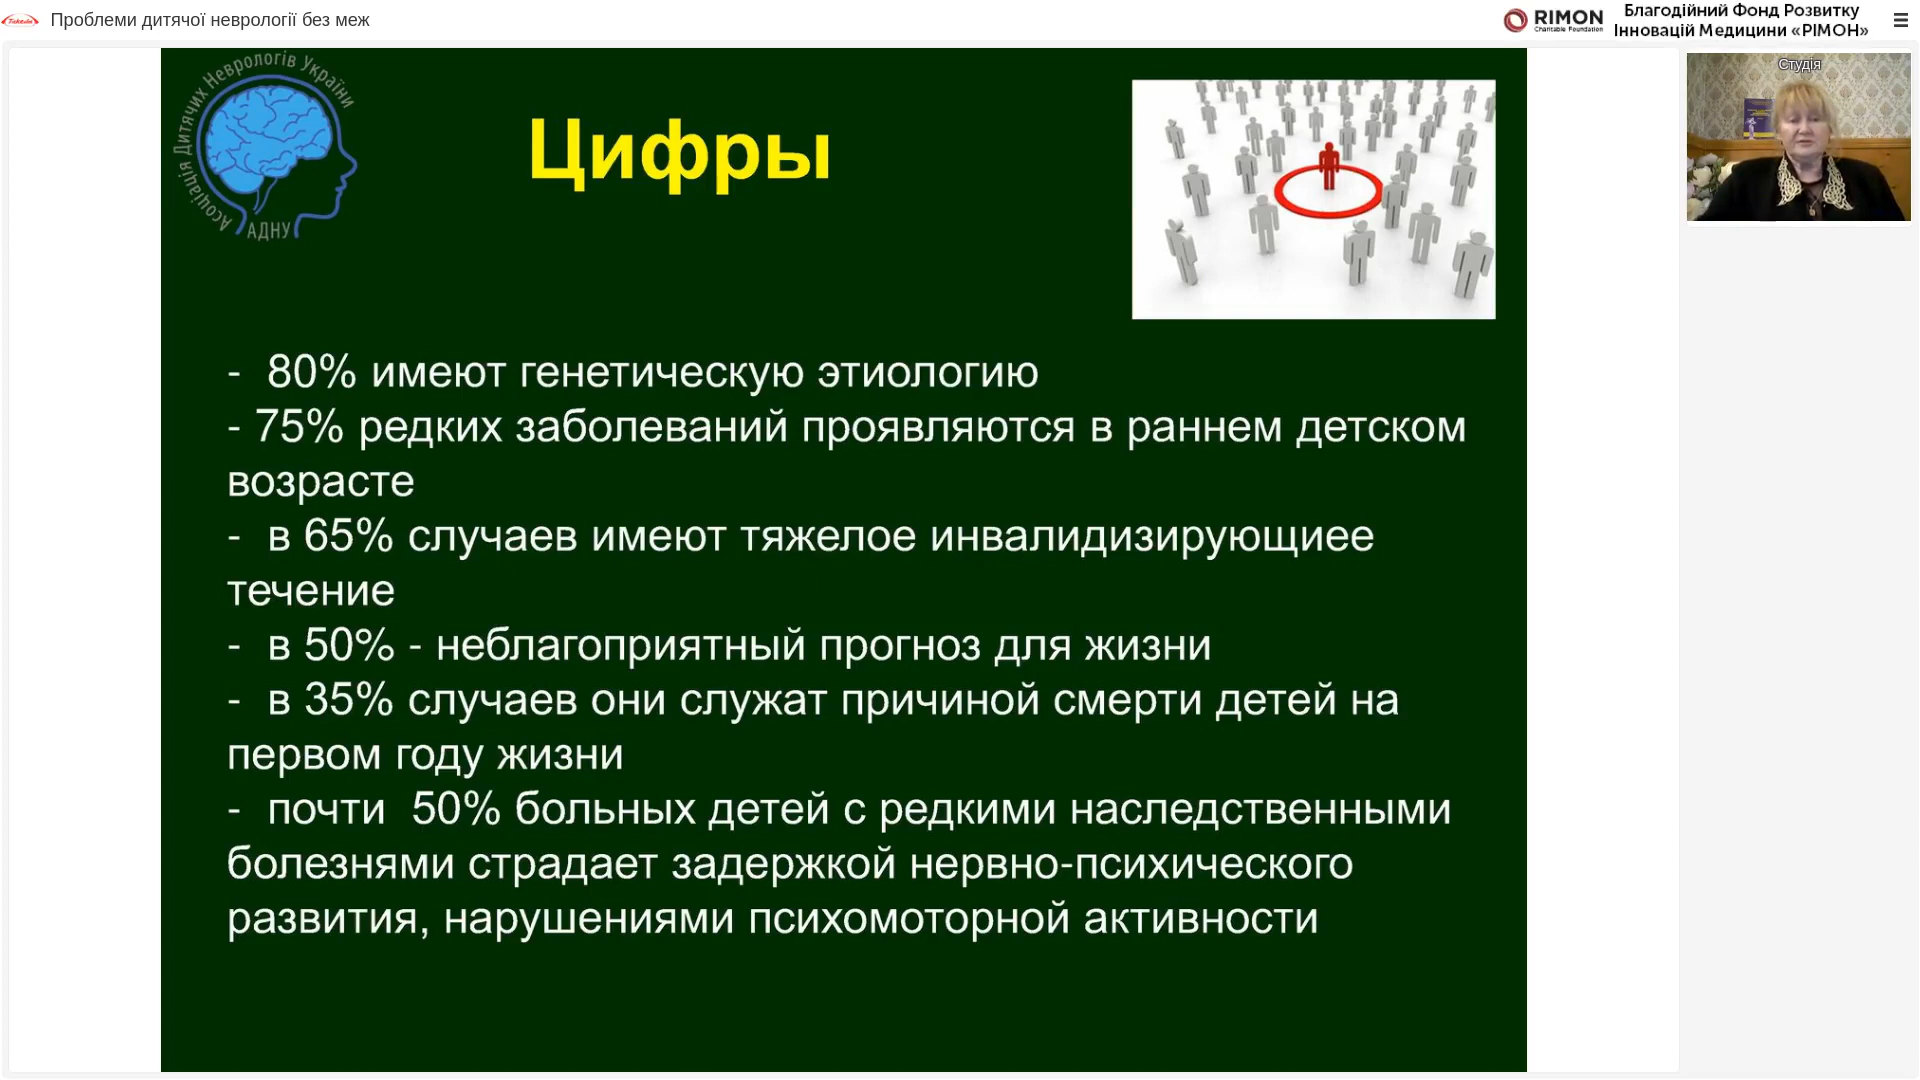 Takeda
Проблеми дитячої неврології без меж
RIMON
Charitable Foundation
Благодійний Фонд Розвитку
Інновацій Медицини «РІМОН»
Студія
Асоціація Дитячих Неврологів України
АДНУ
Цифры
-  80% имеют генетическую этиологию
- 75% редких заболеваний проявляются в раннем детском
возрасте
-  в 65% случаев имеют тяжелое инвалидизирующиее
течение
-  в 50% - неблагоприятный прогноз для жизни
-  в 35% случаев они служат причиной смерти детей на
первом году жизни
-  почти  50% больных детей с редкими наследственными
болезнями страдает задержкой нервно-психического
развития, нарушениями психомоторной активности